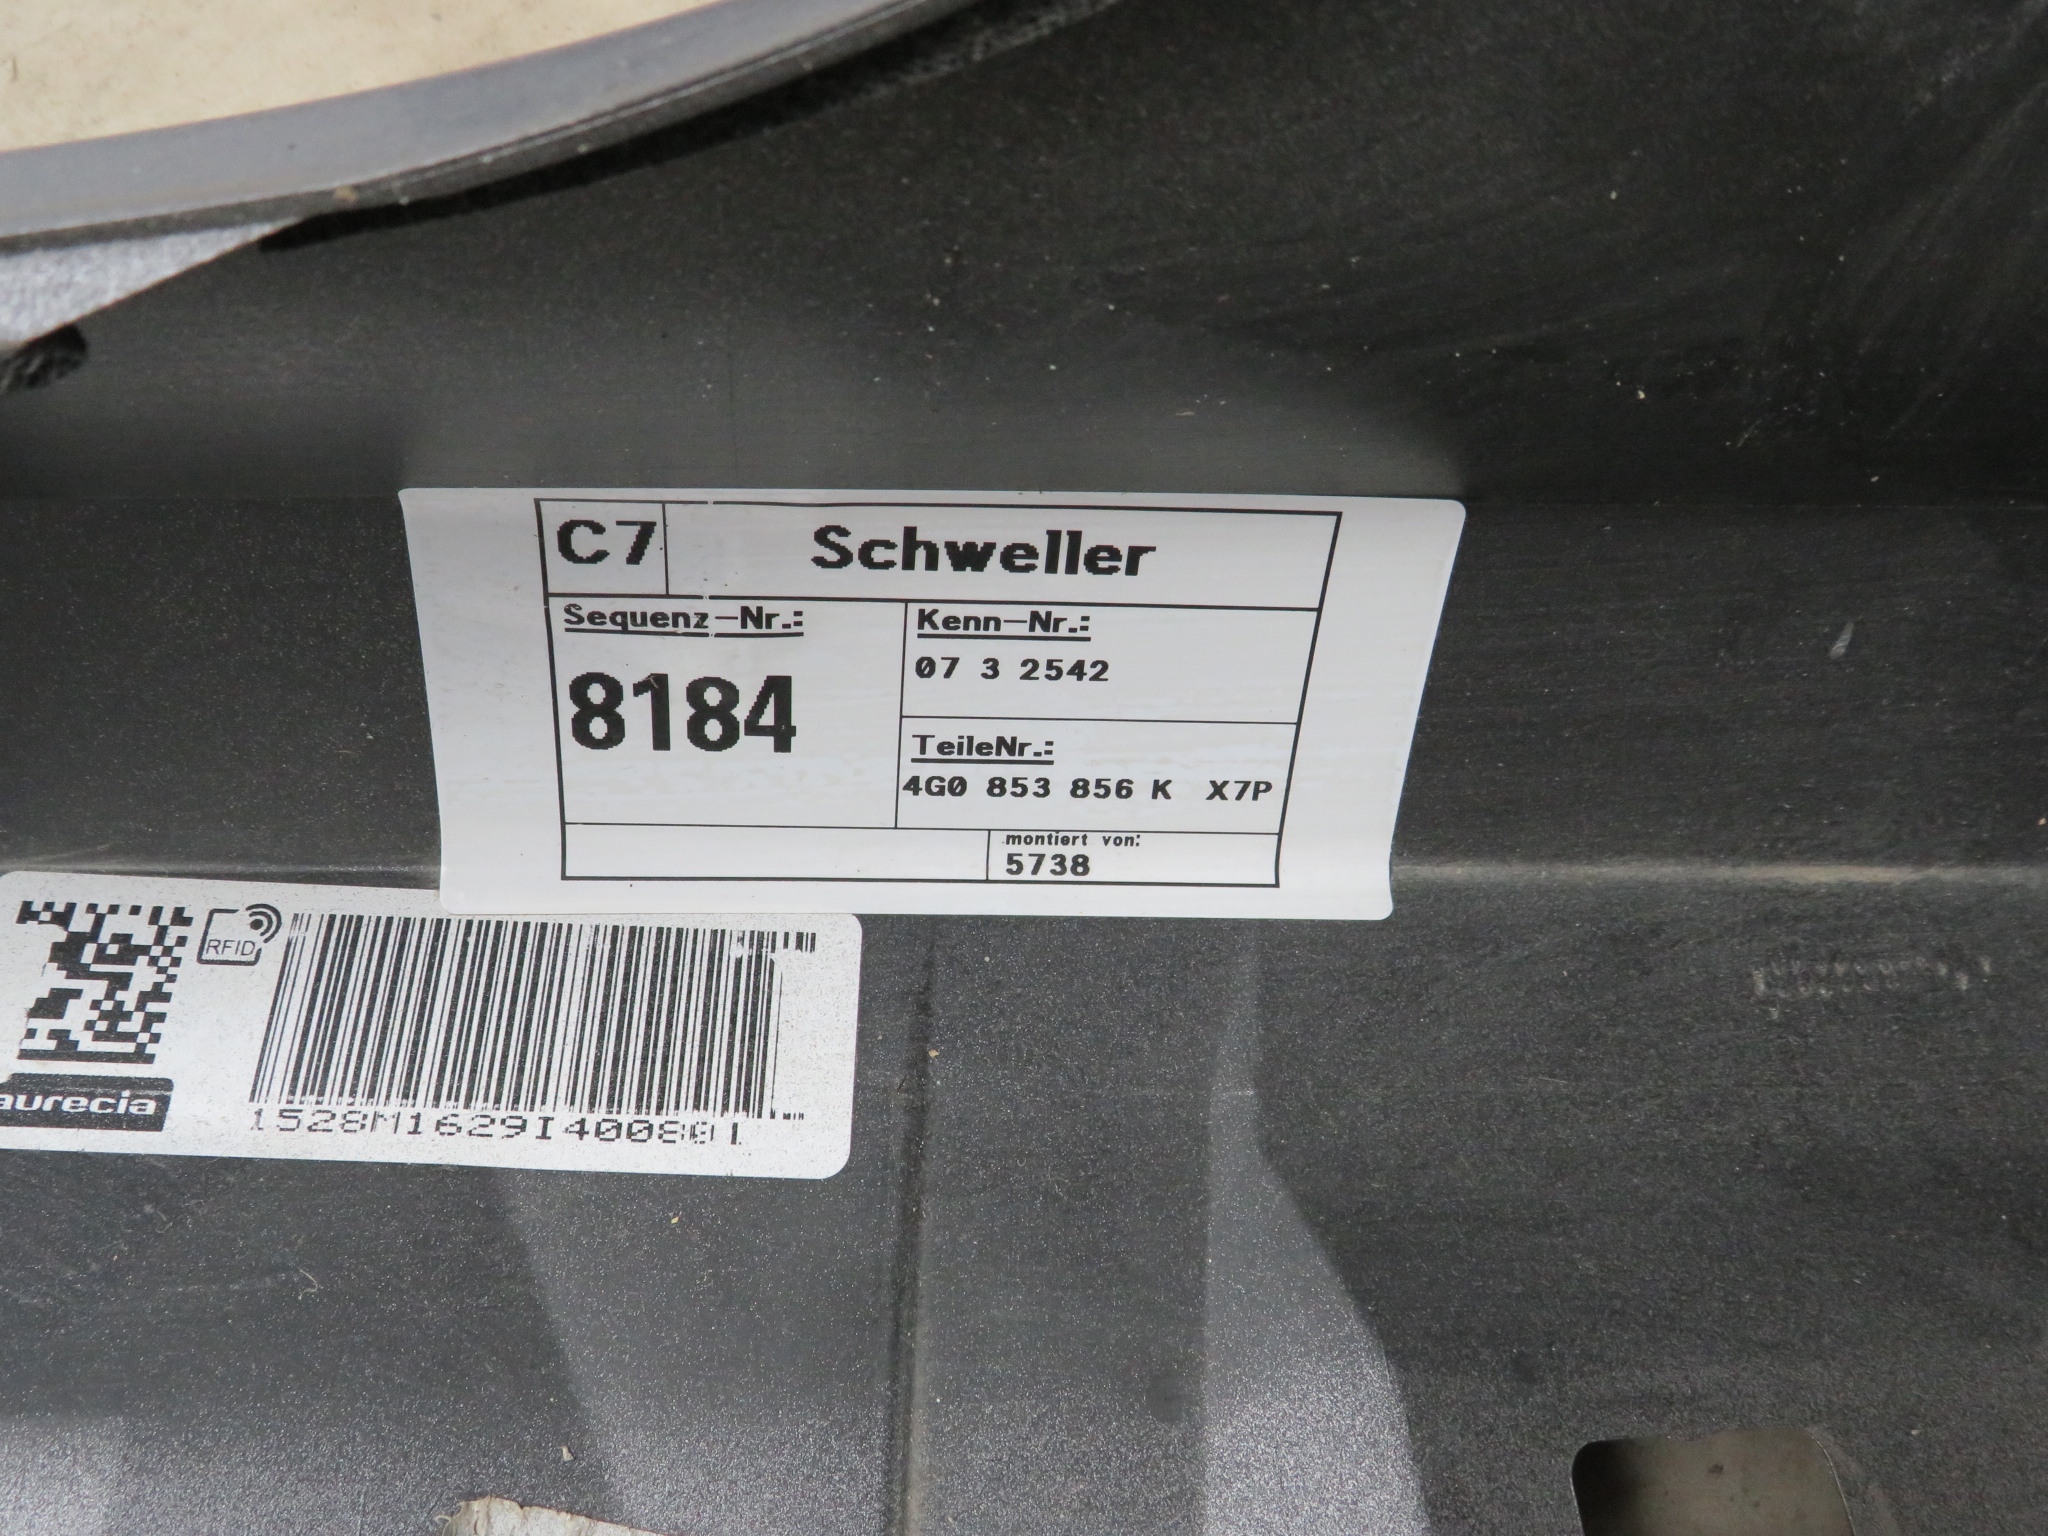 C7 Schweller
Sequenz-Nr.:
8184
Kenn-Nr.:
07 3 2542
TeileNr.:
4G0 853 856 K X7P
montiert von:
5738
RFID
aurecia
1528M1629I400801